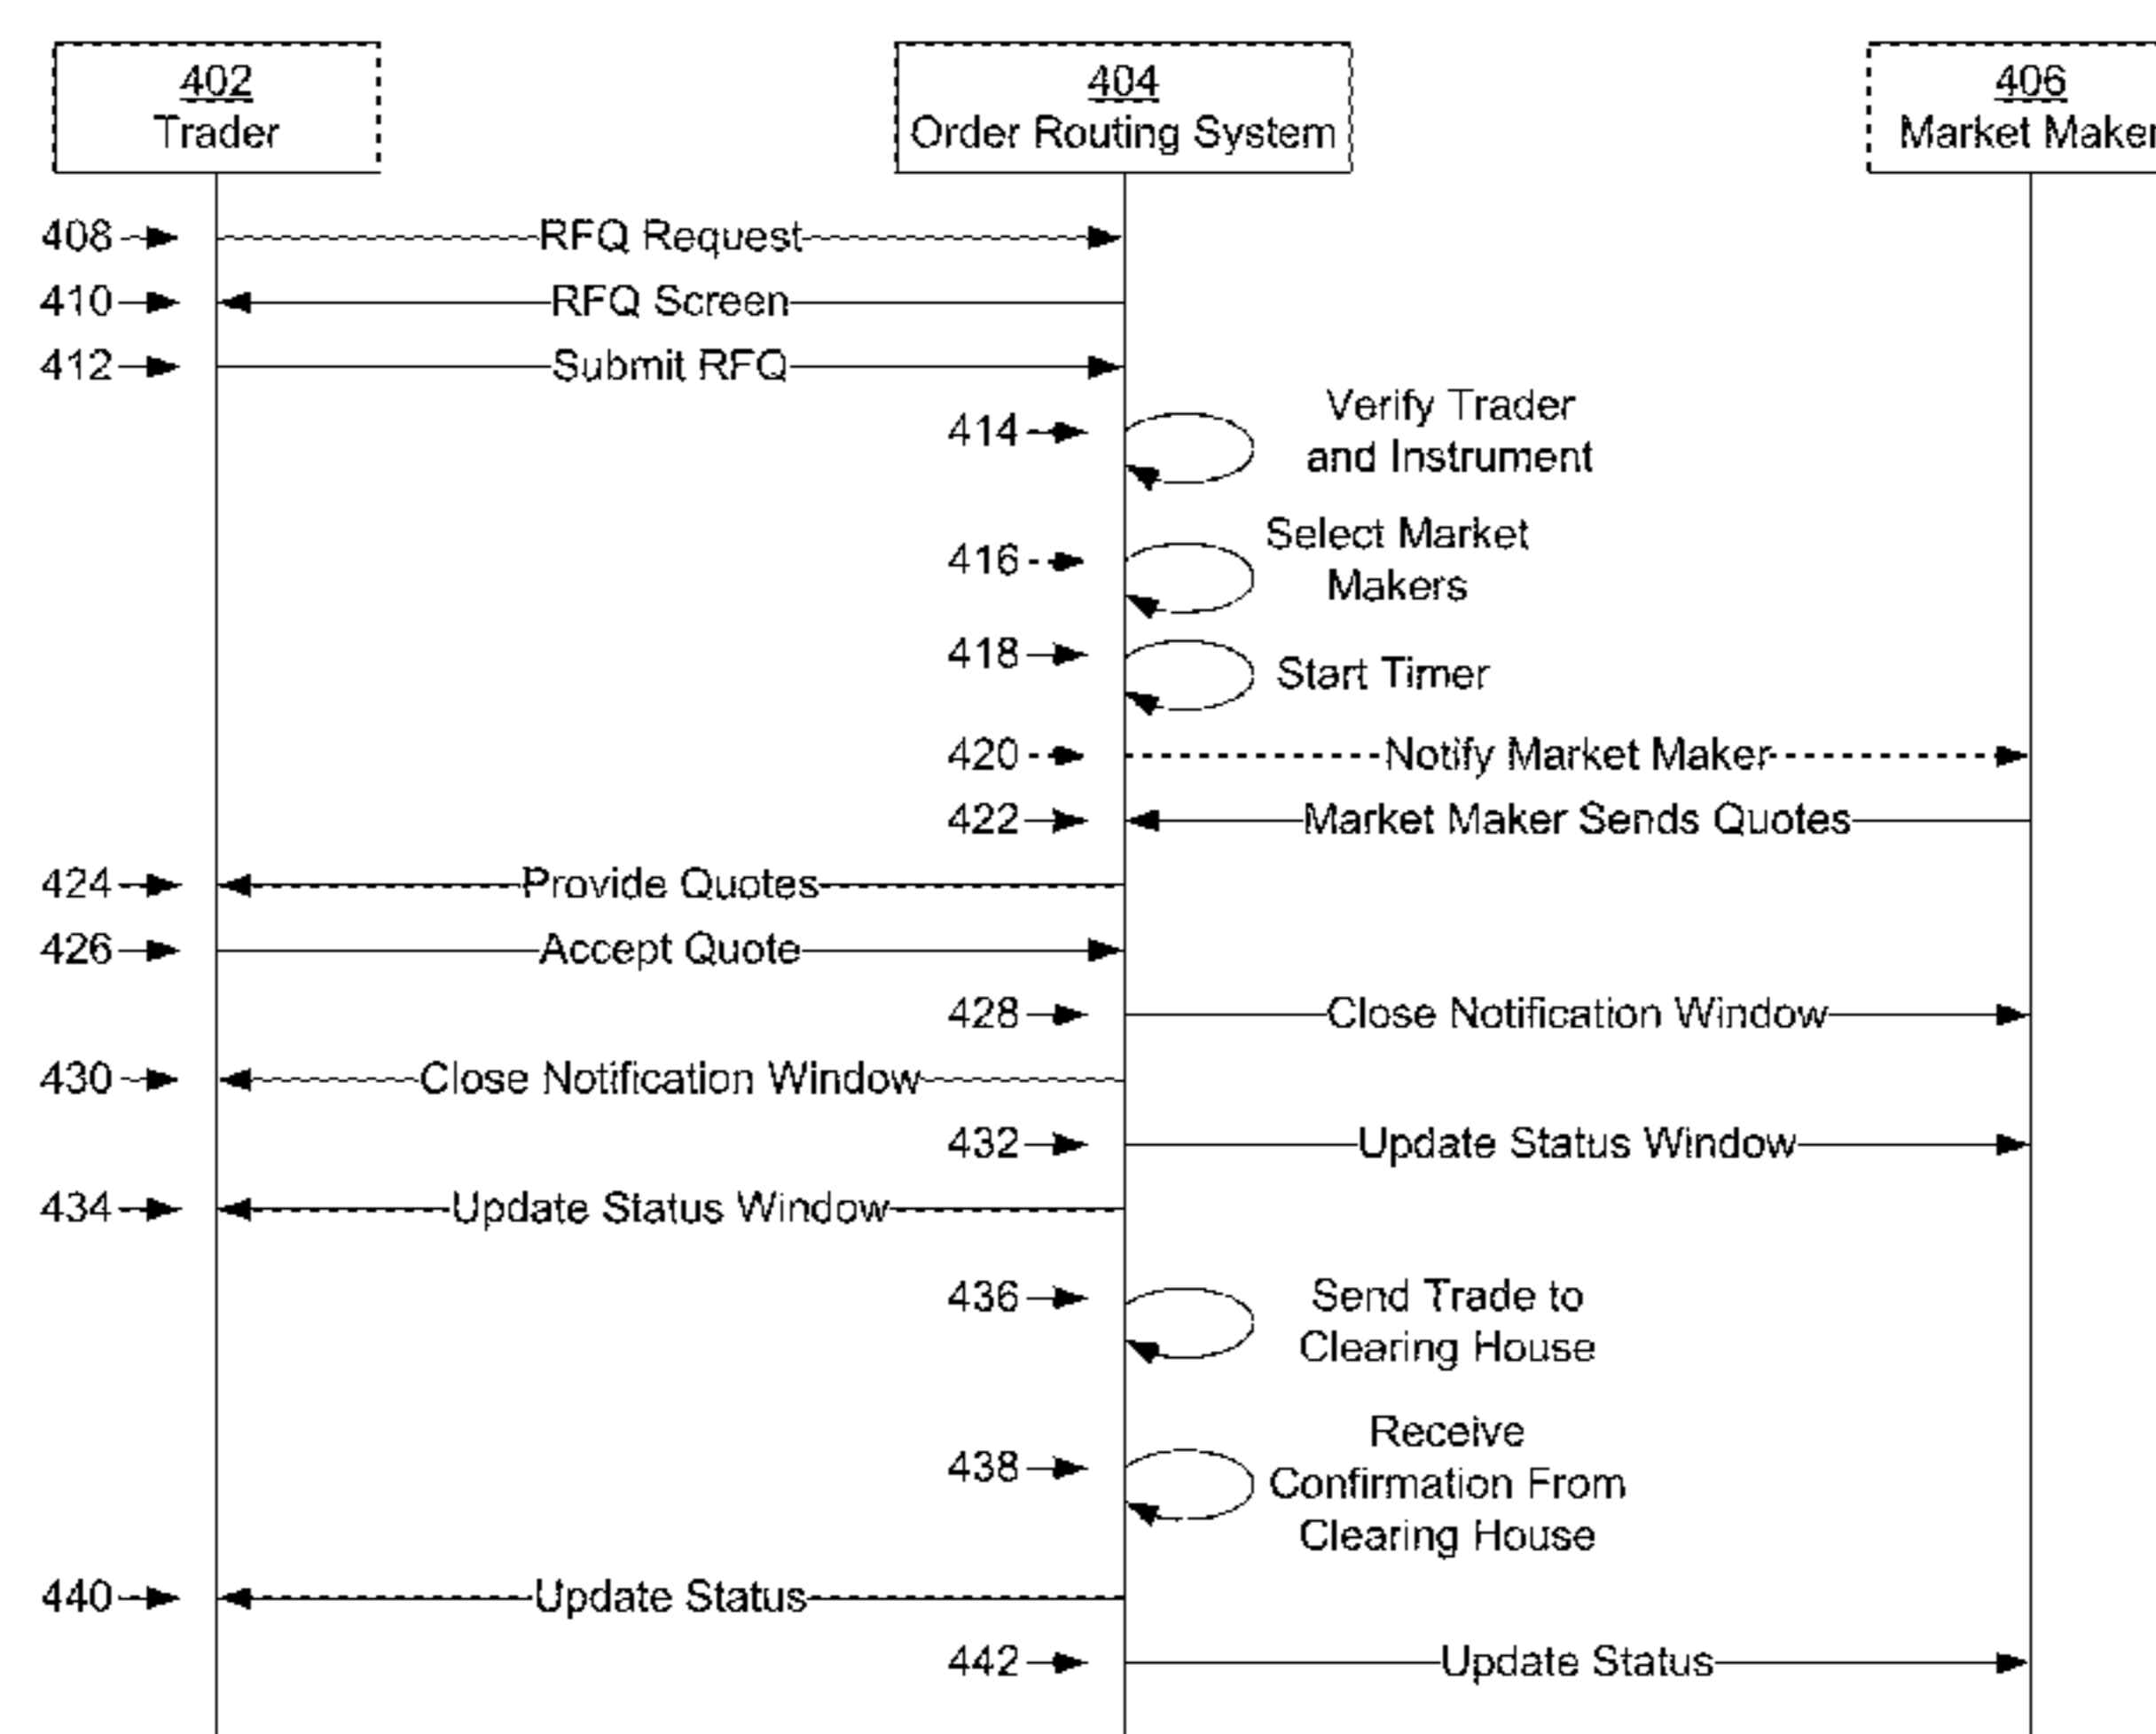 402
Trader
404
Order Routing System
406
Market Maker
408
RFQ Request
410
RFQ Screen
412
Submit RFQ
414
Verify Trader
and Instrument
416
Select Market
Makers
418
Start Timer
420
Notify Market Maker
422
Market Maker Sends Quotes
424
Provide Quotes
426
Accept Quote
428
Close Notification Window
430
Close Notification Window
432
Update Status Window
434
Update Status Window
436
Send Trade to
Clearing House
438
Receive
Confirmation From
Clearing House
440
Update Status
442
Update Status